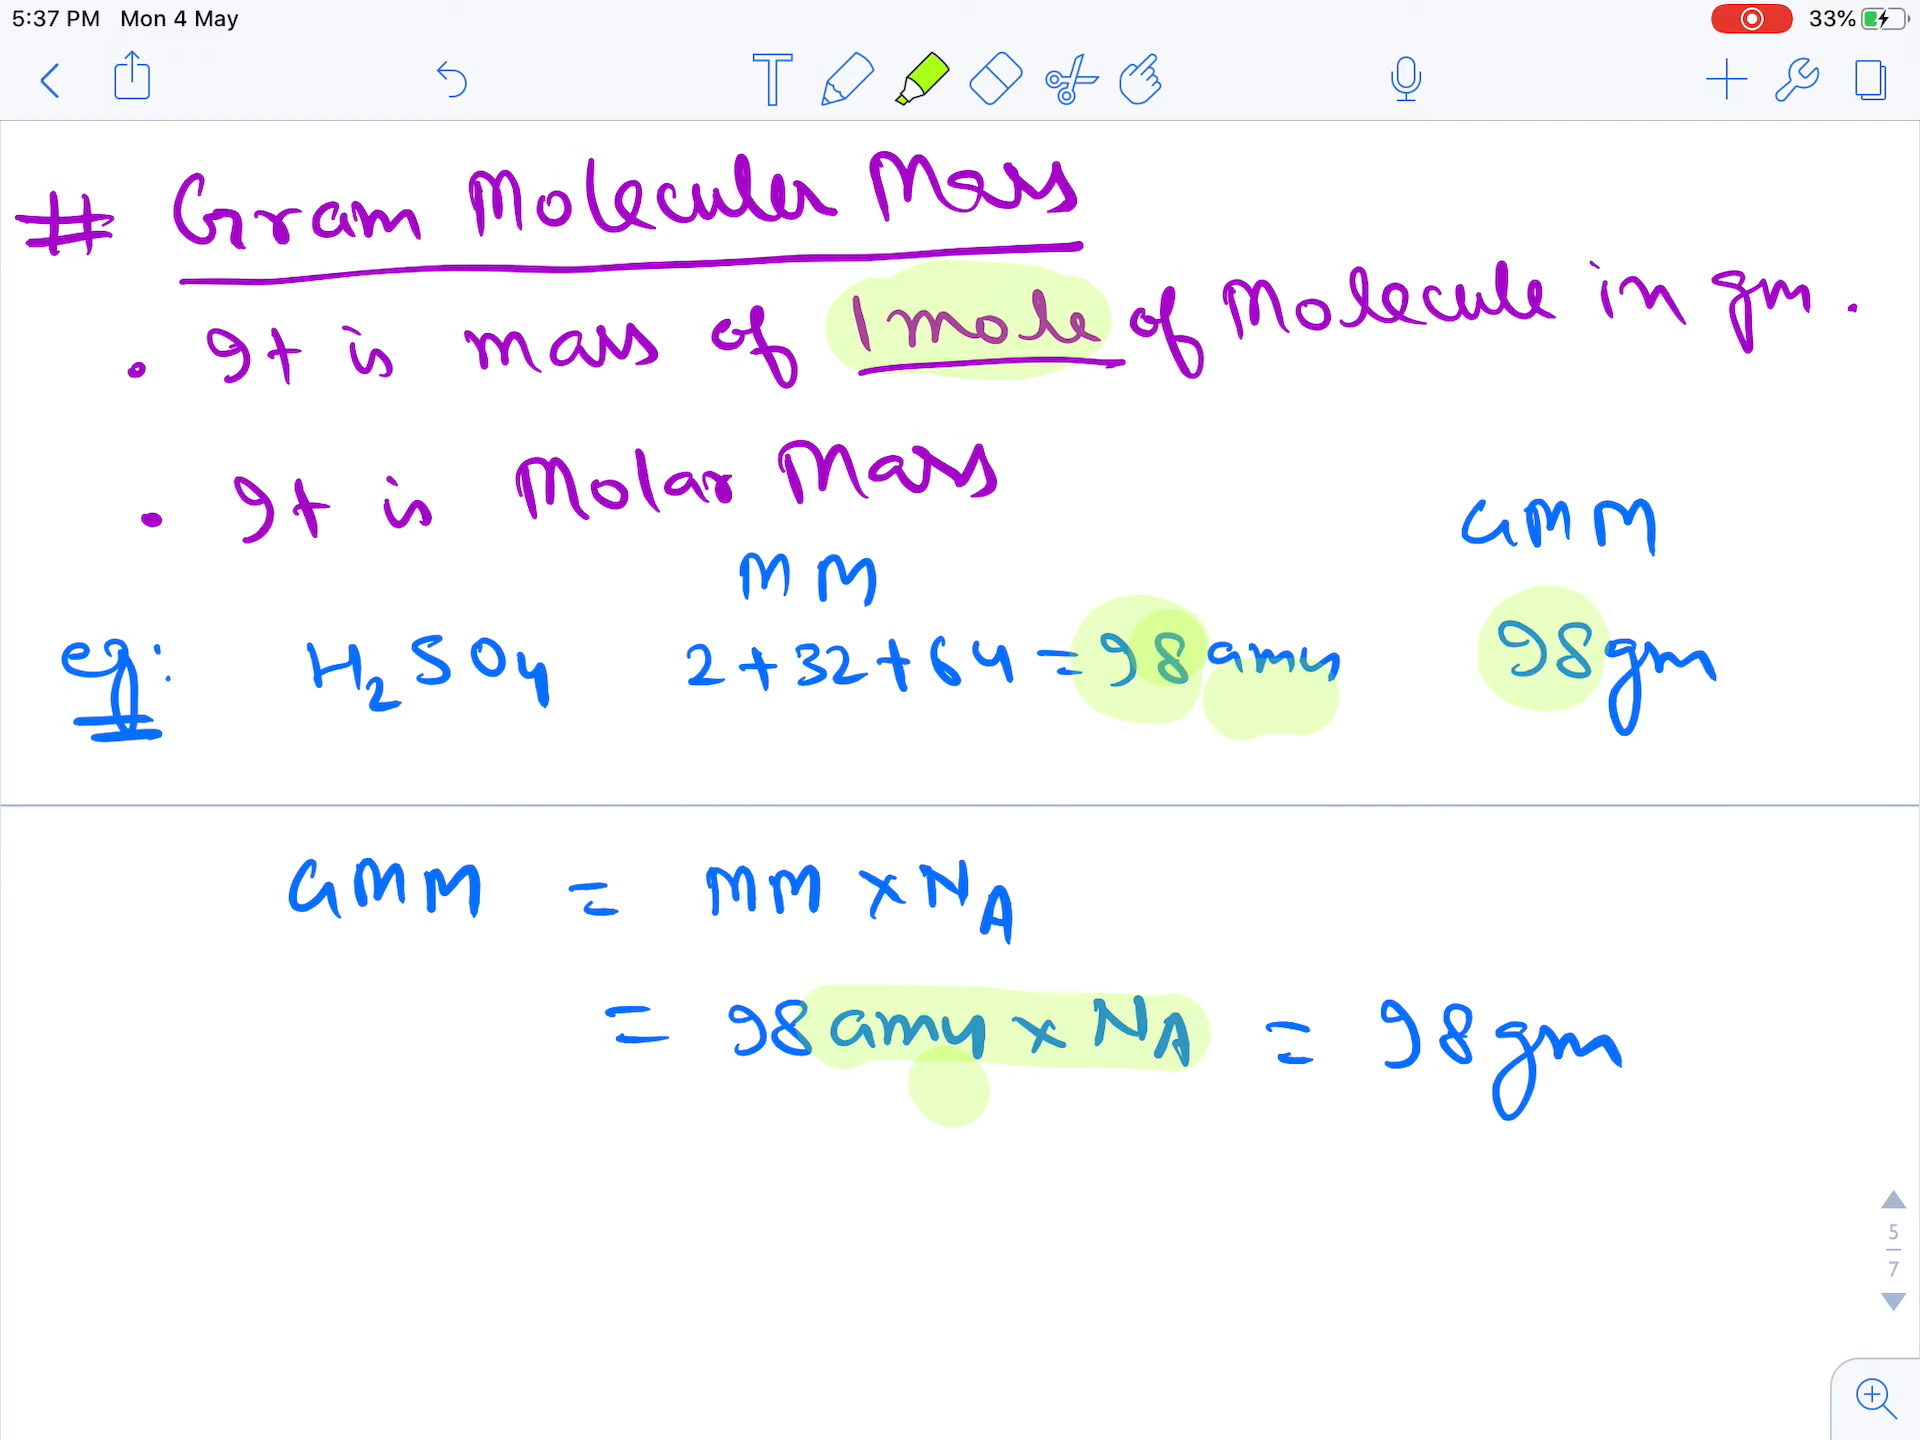 5:37 PM Mon 4 May 33%
T
# Gram Molecular Mass
. It is mass of 1 mole of Molecule in gm.
. It is Molar Mass
MM GMM
eg: H₂SO₄ 2+32+64 = 98 amu 98 gm
GMM = MM × N_A
= 98 amu × N_A = 98 gm
5
7